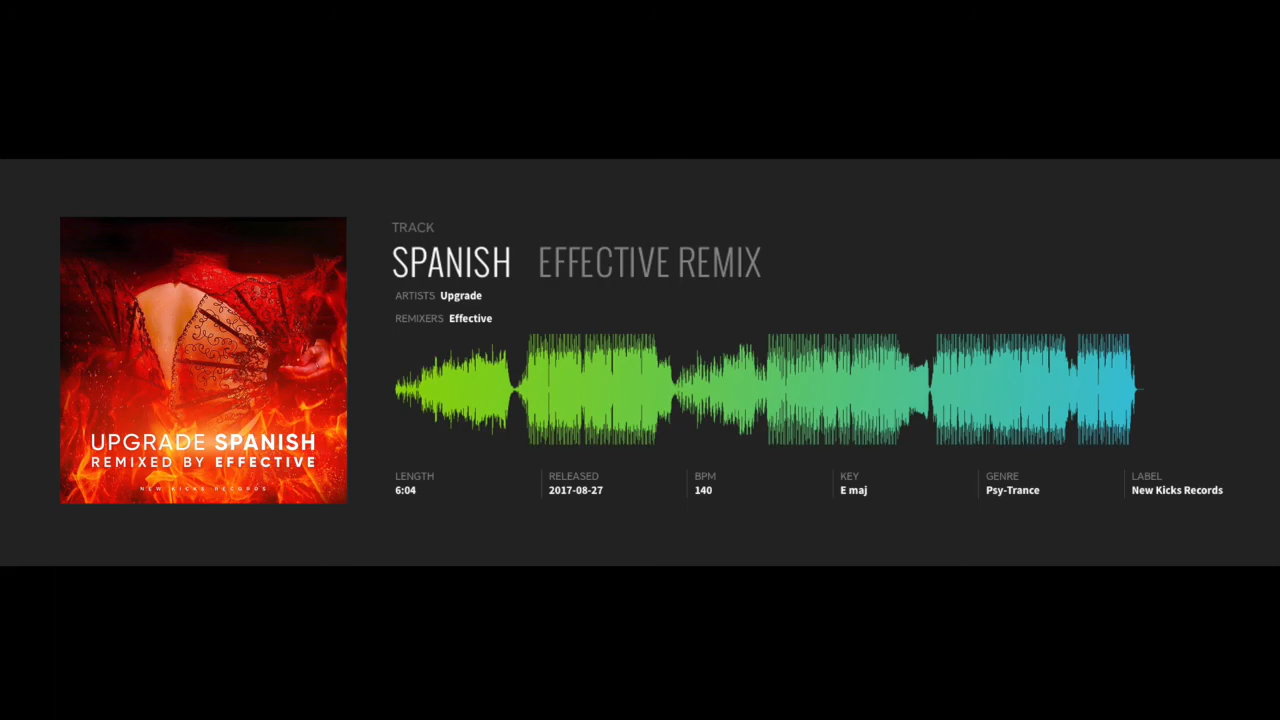 UPGRADE SPANISH
REMIXED BY EFFECTIVE
NEW KICKS RECORDS
TRACK
SPANISH EFFECTIVE REMIX
ARTISTS Upgrade
REMIXERS Effective
LENGTH RELEASED BPM KEY GENRE LABEL
6:04 2017-08-27 140 E maj Psy-Trance New Kicks Records